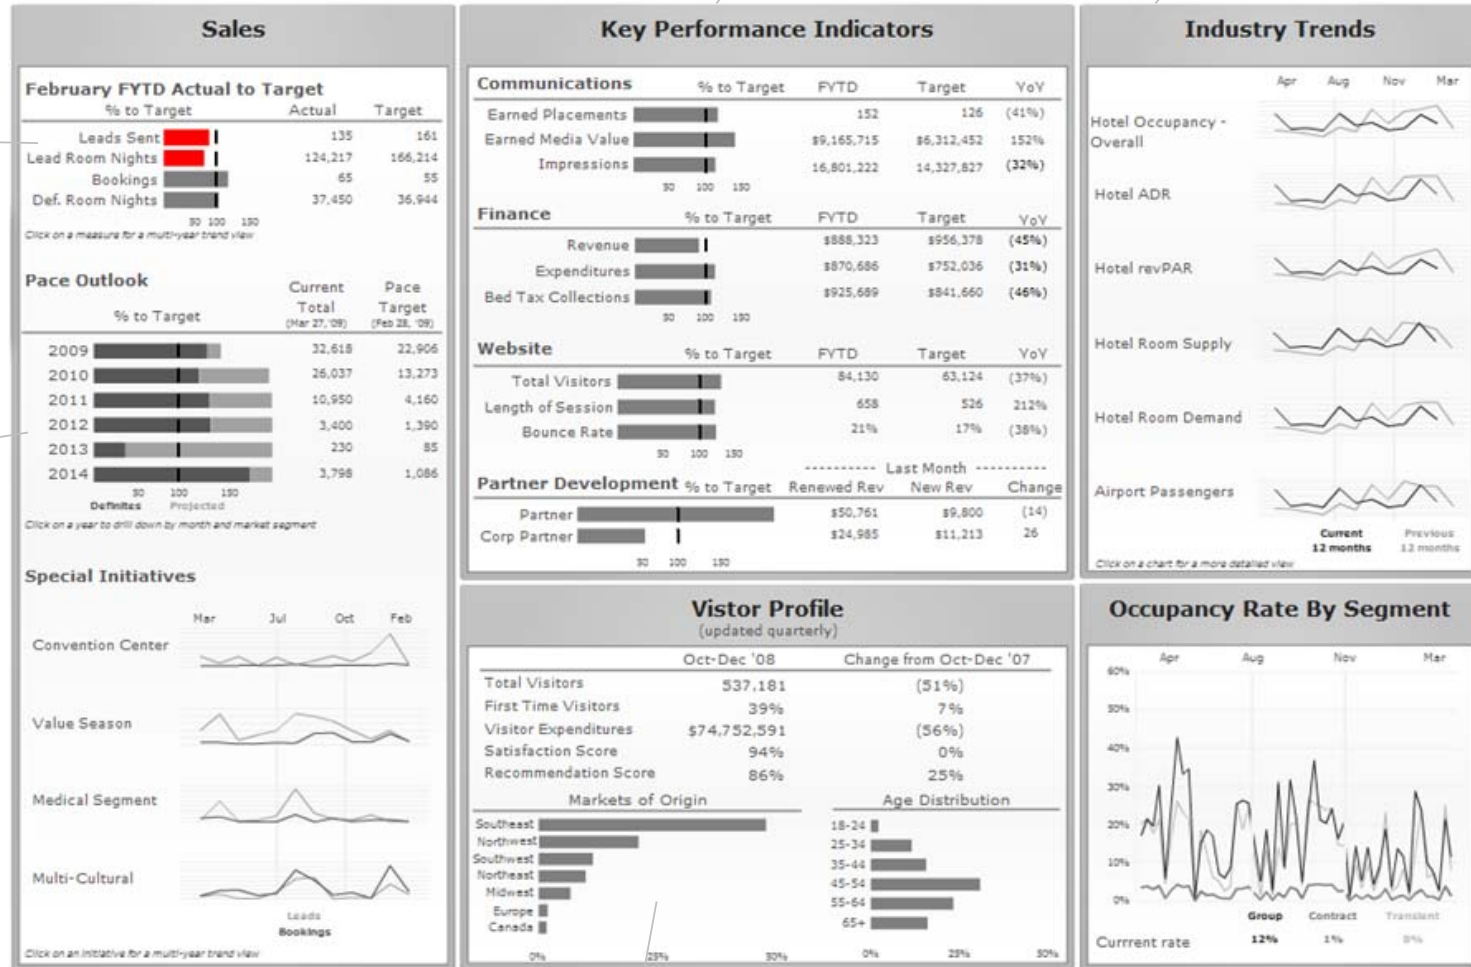 Sales
February FYTD Actual to Target
% to Target Actual Target
Leads Sent 135 161
Lead Room Nights 124,217 166,214
Bookings 65 55
Def. Room Nights 37,450 36,944
50 100 150
Click on a measure for a multi-year trend view
Pace Outlook
% to Target Current Total (Mar 27, '09) Pace Target (Feb 28, '09)
2009 32,618 22,906
2010 26,037 13,273
2011 10,950 4,160
2012 3,400 1,390
2013 230 85
2014 3,798 1,086
50 100 150
Definites Projected
Click on a year to drill down by month and market segment
Special Initiatives
Mar Jul Oct Feb
Convention Center
Value Season
Medical Segment
Multi-Cultural
Leads
Bookings
Click on an initiative for a multi-year trend view
Key Performance Indicators
Communications % to Target FYTD Target YoY
Earned Placements 152 126 (41%)
Earned Media Value $9,165,715 $6,312,452 152%
Impressions 16,801,222 14,327,827 (32%)
50 100 150
Finance % to Target FYTD Target YoY
Revenue $888,323 $956,378 (45%)
Expenditures $870,686 $752,036 (31%)
Bed Tax Collections $925,689 $841,660 (46%)
50 100 150
Website % to Target FYTD Target YoY
Total Visitors 84,130 63,124 (37%)
Length of Session 658 526 212%
Bounce Rate 21% 17% (38%)
50 100 150
---------- Last Month ----------
Partner Development % to Target Renewed Rev New Rev Change
Partner $50,761 $9,800 (14)
Corp Partner $24,985 $11,213 26
50 100 150
Vistor Profile
(updated quarterly)
Oct-Dec '08 Change from Oct-Dec '07
Total Visitors 537,181 (51%)
First Time Visitors 39% 7%
Visitor Expenditures $74,752,591 (56%)
Satisfaction Score 94% 0%
Recommendation Score 86% 25%
Markets of Origin
Southeast
Northwest
Southwest
Northeast
Midwest
Europe
Canada
0% 25% 50%
Age Distribution
18-24
25-34
35-44
45-54
55-64
65+
0% 25% 50%
Industry Trends
Apr Aug Nov Mar
Hotel Occupancy -
Overall
Hotel ADR
Hotel revPAR
Hotel Room Supply
Hotel Room Demand
Airport Passengers
Current Previous
12 months 12 months
Click on a chart for a more detailed view
Occupancy Rate By Segment
Apr Aug Nov Mar
60%
50%
40%
30%
20%
10%
0%
Group Contract Transient
Currrent rate 12% 1%